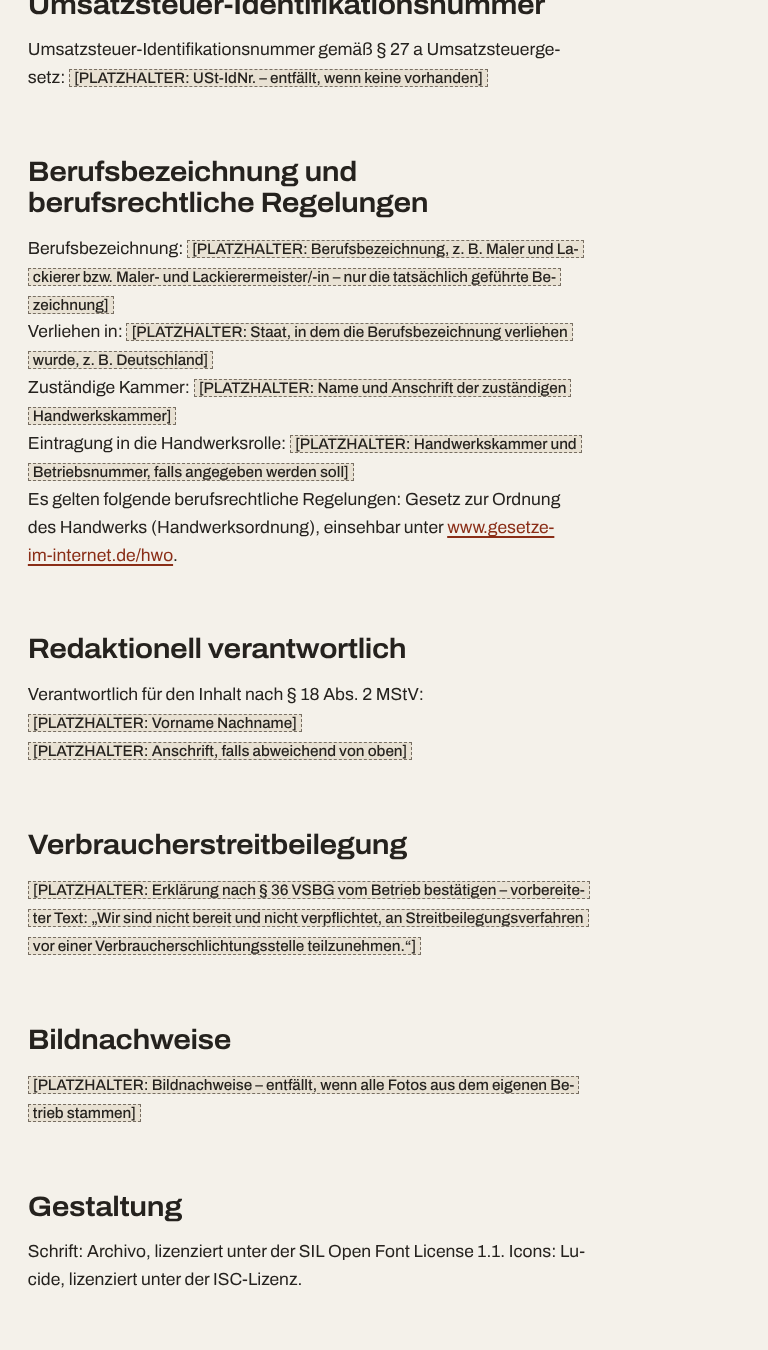 Umsatzsteuer-Identifikationsnummer
Umsatzsteuer-Identifikationsnummer gemäß § 27 a Umsatzsteuerge-
setz: [PLATZHALTER: USt-IdNr. – entfällt, wenn keine vorhanden]
Berufsbezeichnung und
berufsrechtliche Regelungen
Berufsbezeichnung: [PLATZHALTER: Berufsbezeichnung, z. B. Maler und La-
ckierer bzw. Maler- und Lackierermeister/-in – nur die tatsächlich geführte Be-
zeichnung]
Verliehen in: [PLATZHALTER: Staat, in dem die Berufsbezeichnung verliehen
wurde, z. B. Deutschland]
Zuständige Kammer: [PLATZHALTER: Name und Anschrift der zuständigen
Handwerkskammer]
Eintragung in die Handwerksrolle: [PLATZHALTER: Handwerkskammer und
Betriebsnummer, falls angegeben werden soll]
Es gelten folgende berufsrechtliche Regelungen: Gesetz zur Ordnung
des Handwerks (Handwerksordnung), einsehbar unter www.gesetze-
im-internet.de/hwo.
Redaktionell verantwortlich
Verantwortlich für den Inhalt nach § 18 Abs. 2 MStV:
[PLATZHALTER: Vorname Nachname]
[PLATZHALTER: Anschrift, falls abweichend von oben]
Verbraucherstreitbeilegung
[PLATZHALTER: Erklärung nach § 36 VSBG vom Betrieb bestätigen – vorbereite-
ter Text: „Wir sind nicht bereit und nicht verpflichtet, an Streitbeilegungsverfahren
vor einer Verbraucherschlichtungsstelle teilzunehmen.“]
Bildnachweise
[PLATZHALTER: Bildnachweise – entfällt, wenn alle Fotos aus dem eigenen Be-
trieb stammen]
Gestaltung
Schrift: Archivo, lizenziert unter der SIL Open Font License 1.1. Icons: Lu-
cide, lizenziert unter der ISC-Lizenz.